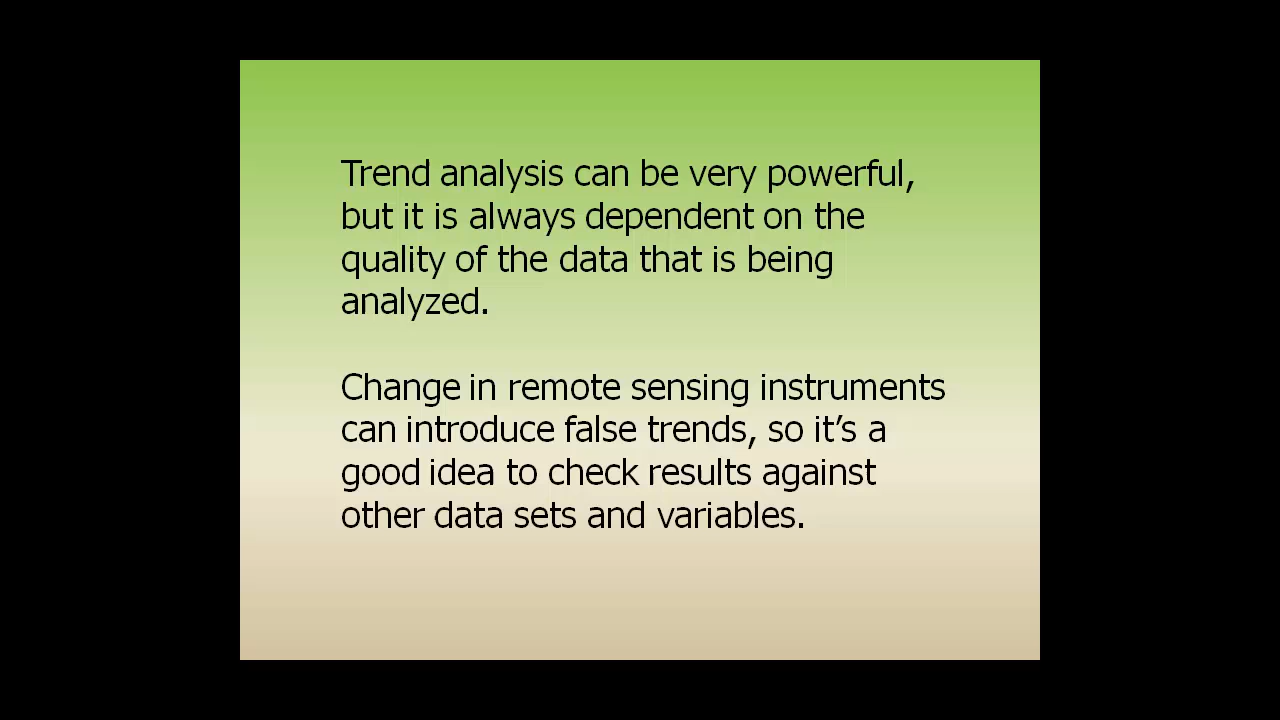 Trend analysis can be very powerful,
but it is always dependent on the
quality of the data that is being
analyzed.
Change in remote sensing instruments
can introduce false trends, so it’s a
good idea to check results against
other data sets and variables.